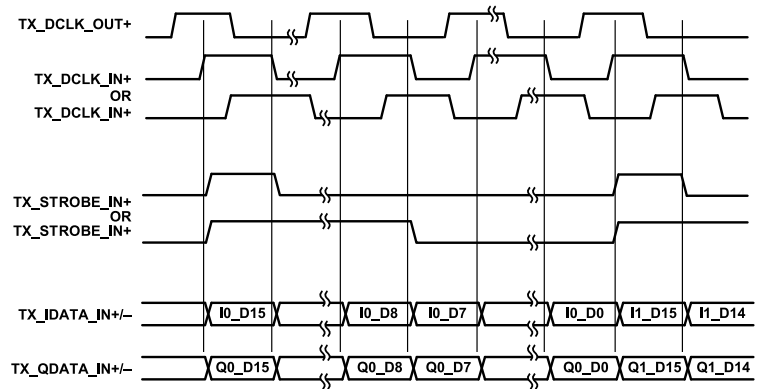 TX_DCLK_OUT+
TX_DCLK_IN+
OR
TX_DCLK_IN+
TX_STROBE_IN+
OR
TX_STROBE_IN+
TX_IDATA_IN+/– I0_D15 I0_D8 I0_D7 I0_D0 I1_D15 I1_D14
TX_QDATA_IN+/– Q0_D15 Q0_D8 Q0_D7 Q0_D0 Q1_D15 Q1_D14